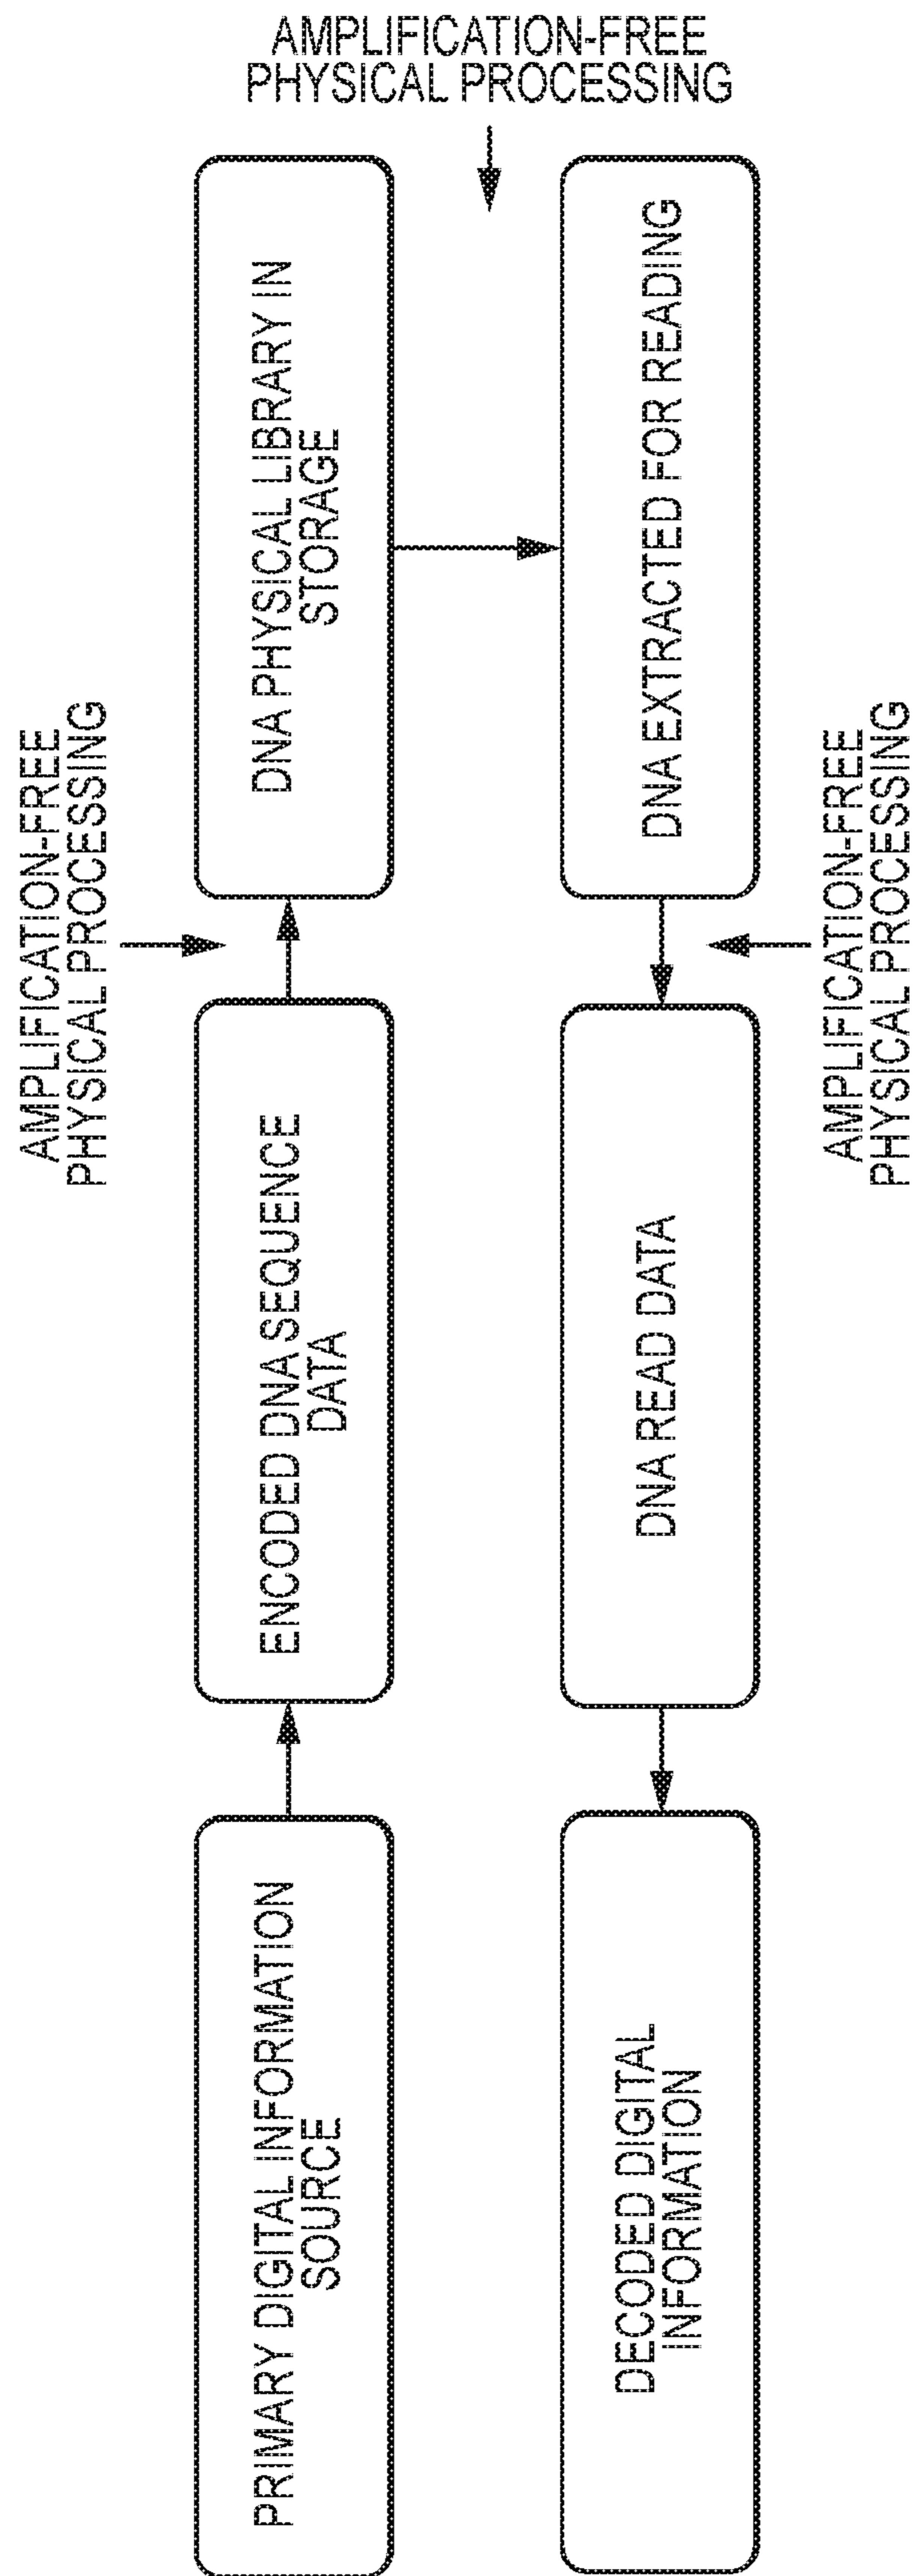 AMPLIFICATION-FREE
PHYSICAL PROCESSING
AMPLIFICATION-FREE
PHYSICAL PROCESSING
PRIMARY DIGITAL INFORMATION
SOURCE
ENCODED DNA SEQUENCE
DATA
DNA PHYSICAL LIBRARY IN
STORAGE
DECODED DIGITAL
INFORMATION
DNA READ DATA
DNA EXTRACTED FOR READING
AMPLIFICATION-FREE
PHYSICAL PROCESSING